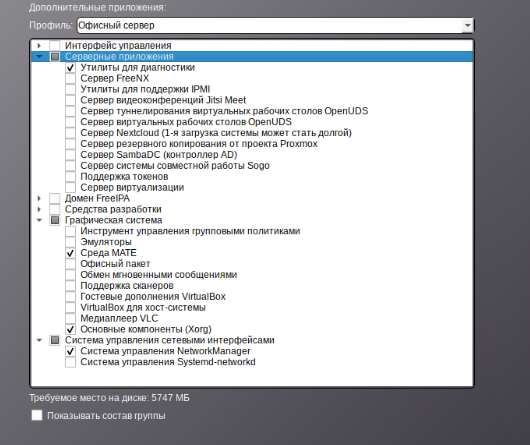 Дополнительные приложения:
Профиль: Офисный сервер
Интерфейс управления
Серверные приложения
Утилиты для диагностики
Сервер FreeNX
Утилиты для поддержки IPMI
Сервер видеоконференций Jitsi Meet
Сервер туннелирования виртуальных рабочих столов OpenUDS
Сервер виртуальных рабочих столов OpenUDS
Сервер Nextcloud (1-я загрузка системы может стать долгой)
Сервер резервного копирования от проекта Proxmox
Сервер SambaDC (контроллер AD)
Сервер системы совместной работы Sogo
Поддержка токенов
Сервер виртуализации
Домен FreeIPA
Средства разработки
Графическая система
Инструмент управления групповыми политиками
Эмуляторы
Среда MATE
Офисный пакет
Обмен мгновенными сообщениями
Поддержка сканеров
Гостевые дополнения VirtualBox
VirtualBox для хост-системы
Медиаплеер VLC
Основные компоненты (Xorg)
Система управления сетевыми интерфейсами
Система управления NetworkManager
Система управления Systemd-networkd
Требуемое место на диске: 5747 МБ
Показывать состав группы